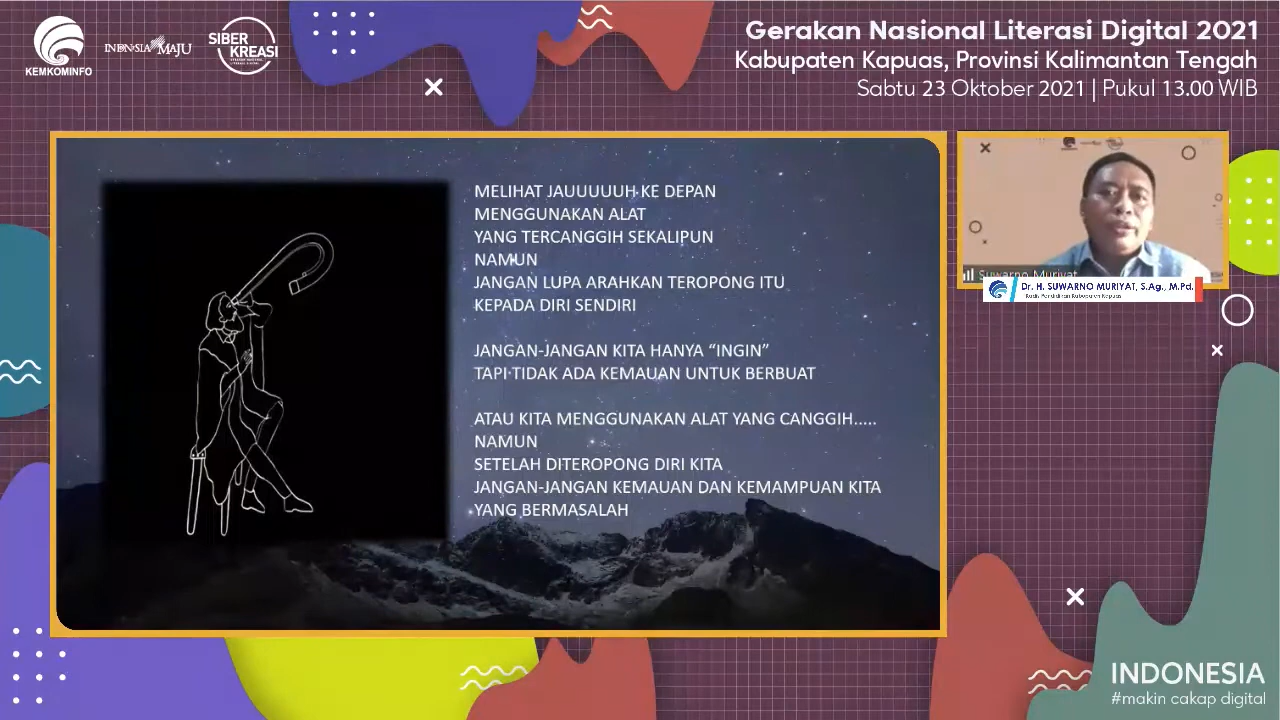 KEMKOMINFO
INDONESIA MAJU
SIBER
KREASI
Gerakan Nasional Literasi Digital 2021
Kabupaten Kapuas, Provinsi Kalimantan Tengah
Sabtu 23 Oktober 2021 | Pukul 13.00 WIB
MELIHAT JAUUUUUH KE DEPAN
MENGGUNAKAN ALAT
YANG TERCANGGIH SEKALIPUN
NAMUN
JANGAN LUPA ARAHKAN TEROPONG ITU
KEPADA DIRI SENDIRI
JANGAN-JANGAN KITA HANYA “INGIN”
TAPI TIDAK ADA KEMAUAN UNTUK BERBUAT
ATAU KITA MENGGUNAKAN ALAT YANG CANGGIH.....
NAMUN
SETELAH DITEROPONG DIRI KITA
JANGAN-JANGAN KEMAUAN DAN KEMAMPUAN KITA
YANG BERMASALAH
Suwarno Muriyat
Dr. H. SUWARNO MURIYAT, S.Ag., M.Pd.
Kadis Pendidikan Kabupaten Kapuas
INDONESIA
#makin cakap digital